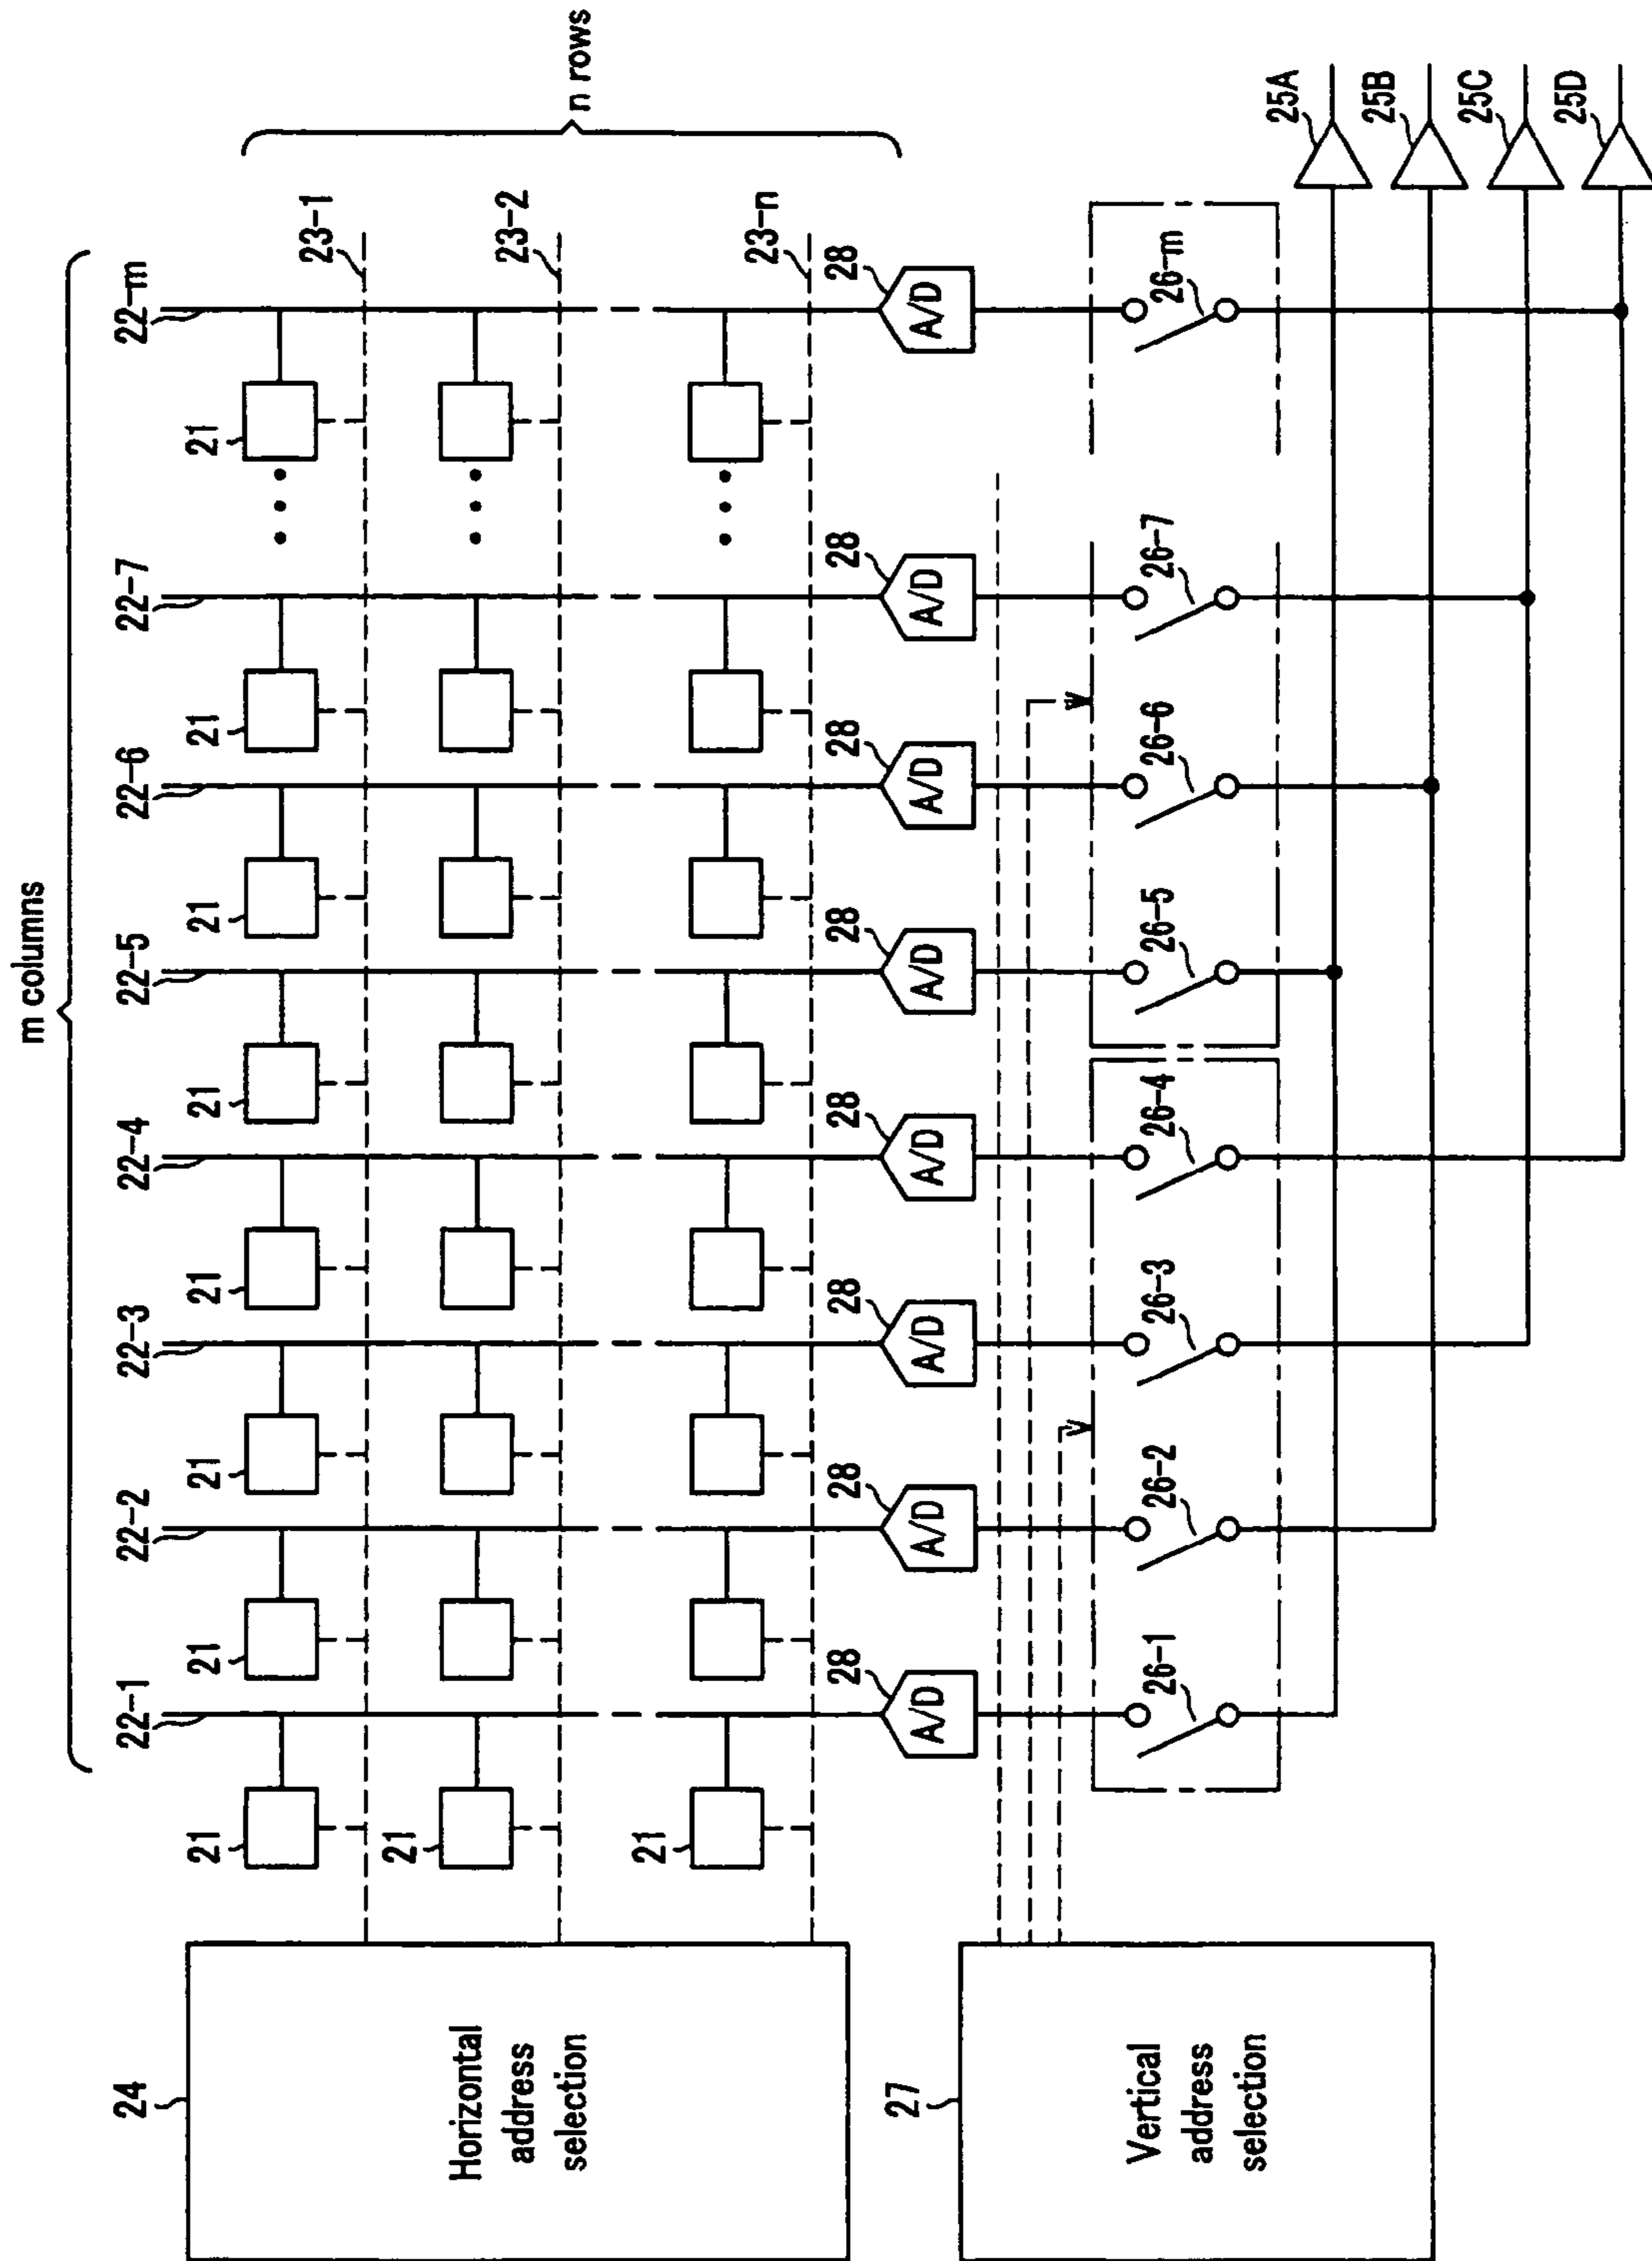 m columns
22-1
22-2
22-3
22-4
22-5
22-6
22-7
22-m
n rows
24
Horizontal
address
selection
21
21
21
21
21
21
21
21
23-1
21
23-2
21
23-n
28
28
28
28
28
28
28
28
A/D
A/D
A/D
A/D
A/D
A/D
A/D
A/D
27
Vertical
address
selection
26-1
26-2
26-3
26-4
26-5
26-6
26-7
26-m
25A
25B
25C
25D